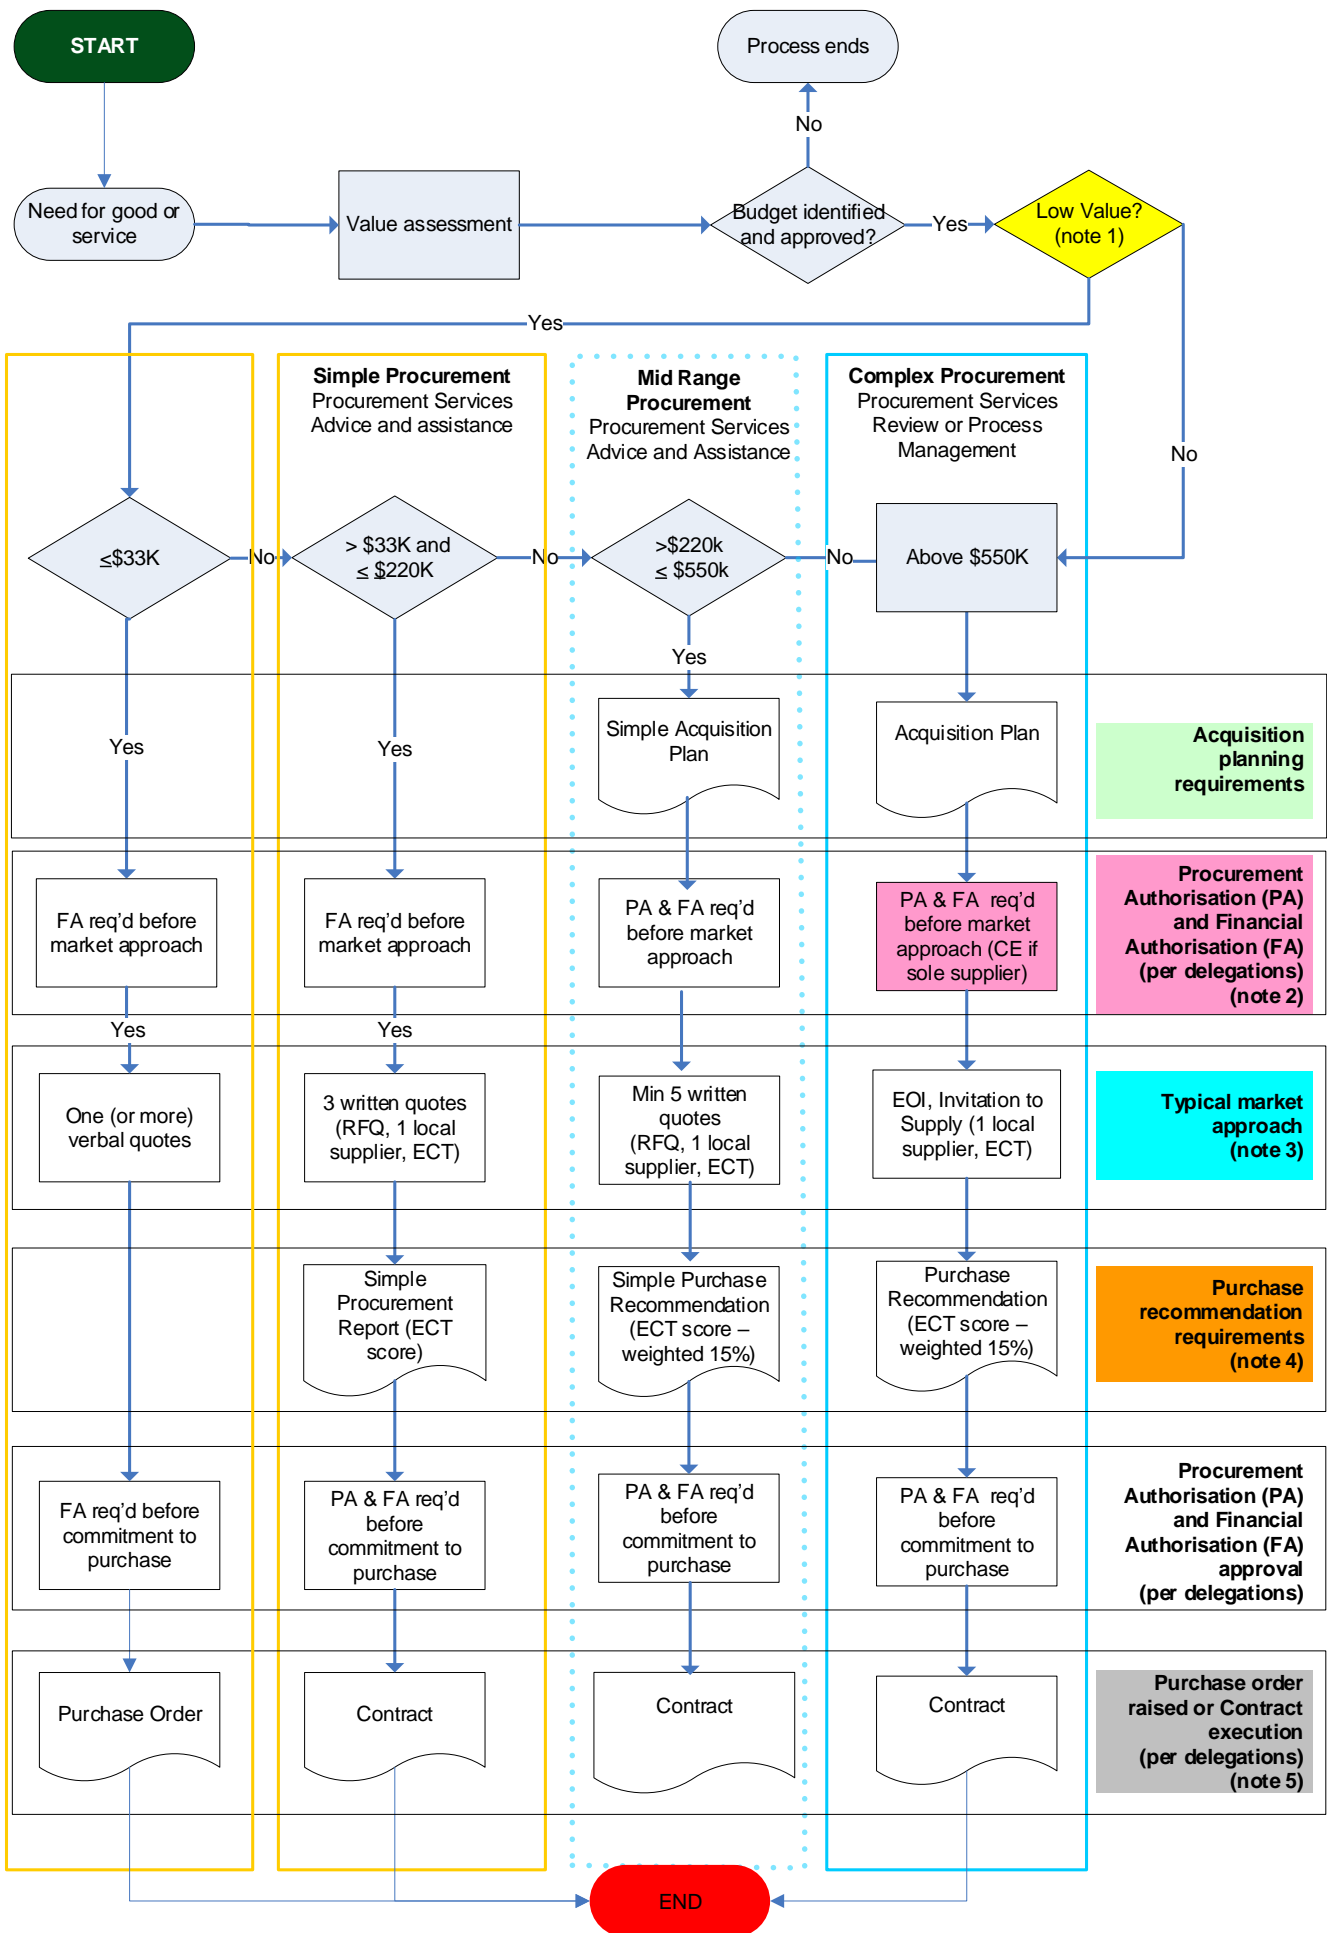 START
Process ends
No
Need for good or
service
Value assessment
Budget identified
and approved?
Yes
Low Value?
(note 1)
Yes
No
Simple Procurement
Procurement Services
Advice and assistance
Mid Range
Procurement
Procurement Services
Advice and Assistance
Complex Procurement
Procurement Services
Review or Process
Management
≤$33K
No
> $33K and
≤ $220K
No
>$220k
≤ $550k
No
Above $550K
Yes
Yes
Yes
Simple Acquisition
Plan
Acquisition Plan
Acquisition
planning
requirements
FA req'd before
market approach
FA req'd before
market approach
PA & FA req'd
before market
approach
PA & FA req'd
before market
approach (CE if
sole supplier)
Procurement
Authorisation (PA)
and Financial
Authorisation (FA)
(per delegations)
(note 2)
Yes
Yes
One (or more)
verbal quotes
3 written quotes
(RFQ, 1 local
supplier, ECT)
Min 5 written
quotes
(RFQ, 1 local
supplier, ECT)
EOI, Invitation to
Supply (1 local
supplier, ECT)
Typical market
approach
(note 3)
Simple
Procurement
Report (ECT
score)
Simple Purchase
Recommendation
(ECT score –
weighted 15%)
Purchase
Recommendation
(ECT score –
weighted 15%)
Purchase
recommendation
requirements
(note 4)
FA req'd before
commitment to
purchase
PA & FA req'd
before
commitment to
purchase
PA & FA req'd
before
commitment to
purchase
PA & FA req'd
before
commitment to
purchase
Procurement
Authorisation (PA)
and Financial
Authorisation (FA)
approval
(per delegations)
Purchase Order
Contract
Contract
Contract
Purchase order
raised or Contract
execution
(per delegations)
(note 5)
END